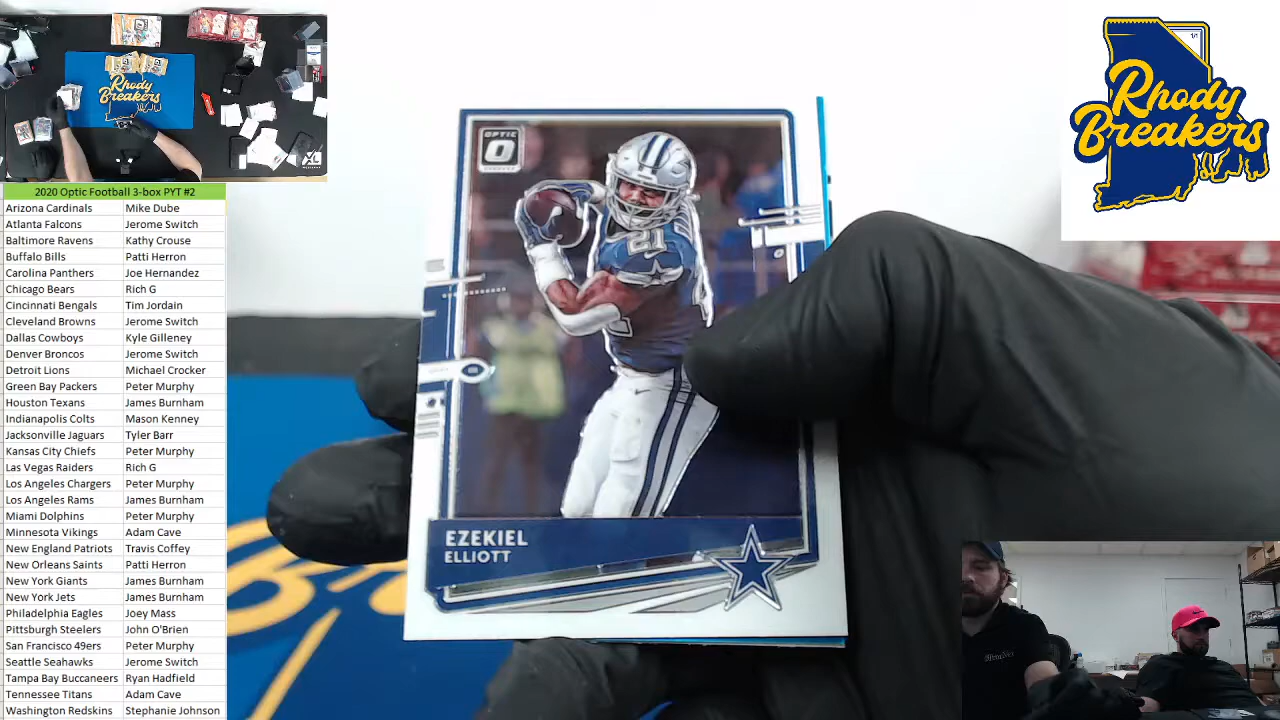 Rhody
Breakers
2020 Optic Football 3-box PYT #2
Arizona Cardinals Mike Dube
Atlanta Falcons Jerome Switch
Baltimore Ravens Kathy Crouse
Buffalo Bills Patti Herron
Carolina Panthers Joe Hernandez
Chicago Bears Rich G
Cincinnati Bengals Tim Jordain
Cleveland Browns Jerome Switch
Dallas Cowboys Kyle Gilleney
Denver Broncos Jerome Switch
Detroit Lions Michael Crocker
Green Bay Packers Peter Murphy
Houston Texans James Burnham
Indianapolis Colts Mason Kenney
Jacksonville Jaguars Tyler Barr
Kansas City Chiefs Peter Murphy
Las Vegas Raiders Rich G
Los Angeles Chargers Peter Murphy
Los Angeles Rams James Burnham
Miami Dolphins Peter Murphy
Minnesota Vikings Adam Cave
New England Patriots Travis Coffey
New Orleans Saints Patti Herron
New York Giants James Burnham
New York Jets James Burnham
Philadelphia Eagles Joey Mass
Pittsburgh Steelers John O'Brien
San Francisco 49ers Peter Murphy
Seattle Seahawks Jerome Switch
Tampa Bay Buccaneers Ryan Hadfield
Tennessee Titans Adam Cave
Washington Redskins Stephanie Johnson
OPTIC
O
21
EZEKIEL
ELLIOTT
1/1
Rhody
Breakers
XL